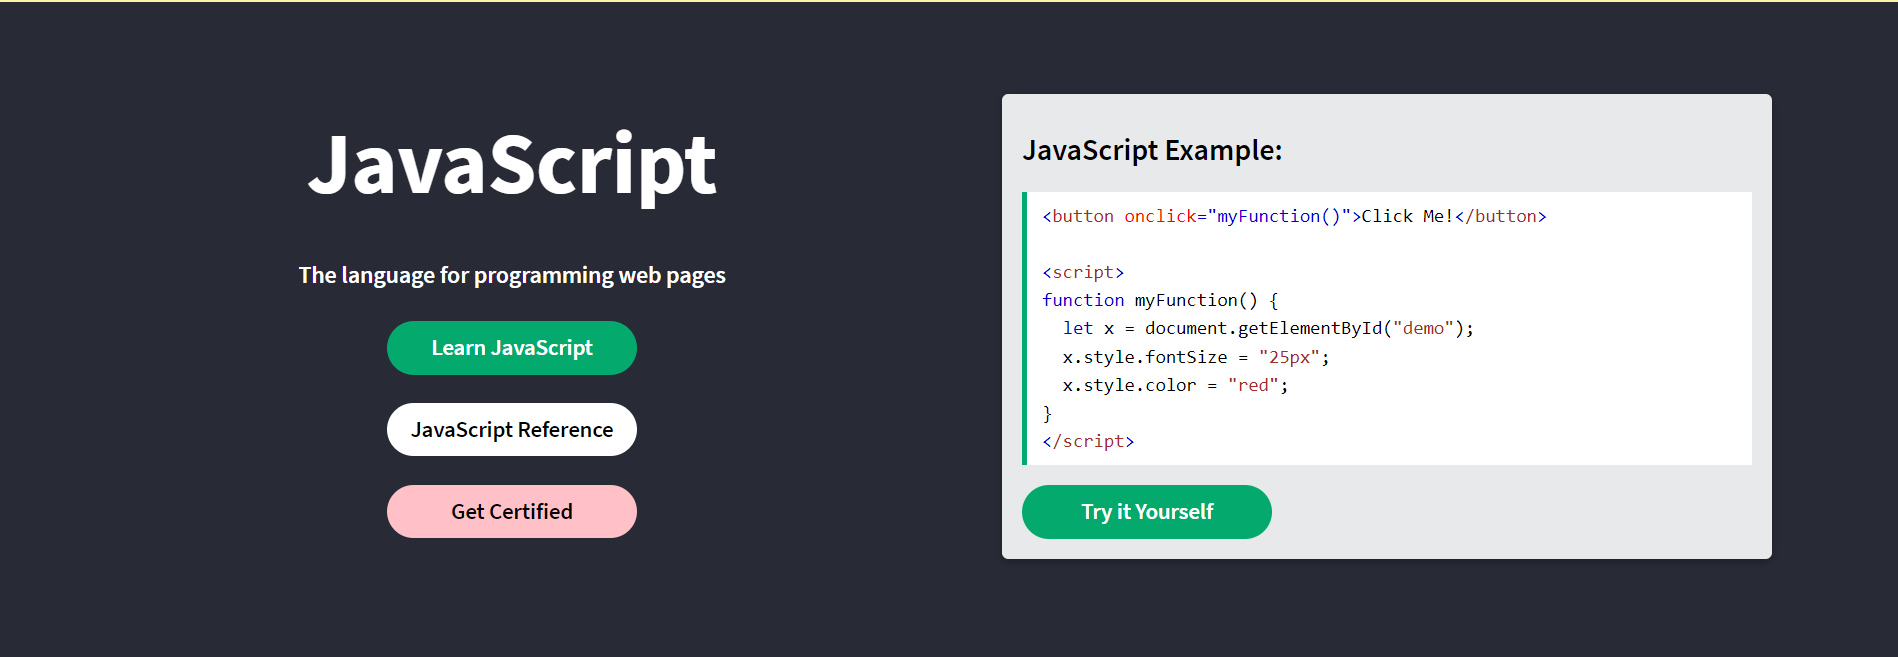 JavaScript
The language for programming web pages
Learn JavaScript
JavaScript Reference
Get Certified
JavaScript Example:
<button onclick="myFunction()">Click Me!</button>
<script>
function myFunction() {
  let x = document.getElementById("demo");
  x.style.fontSize = "25px";
  x.style.color = "red";
}
</script>
Try it Yourself